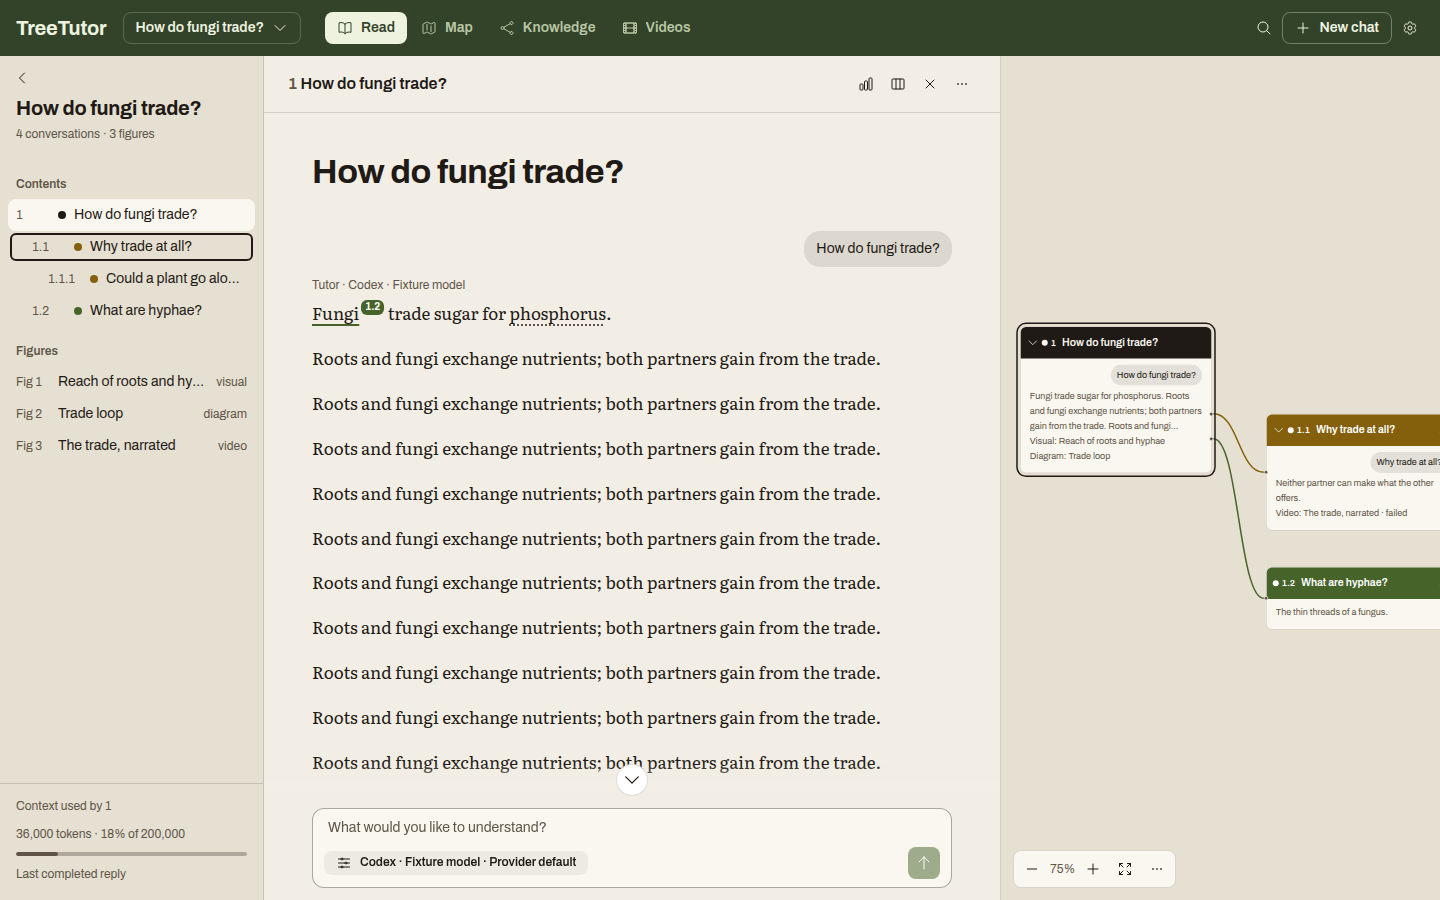 TreeTutor
How do fungi trade?
Read
Map
Knowledge
Videos
New chat
How do fungi trade?
4 conversations · 3 figures
Contents
1 How do fungi trade?
1.1 Why trade at all?
1.1.1 Could a plant go alo...
1.2 What are hyphae?
Figures
Fig 1 Reach of roots and hy... visual
Fig 2 Trade loop diagram
Fig 3 The trade, narrated video
Context used by 1
36,000 tokens · 18% of 200,000
Last completed reply
1 How do fungi trade?
How do fungi trade?
How do fungi trade?
Tutor · Codex · Fixture model
Fungi 1.2 trade sugar for phosphorus.
Roots and fungi exchange nutrients; both partners gain from the trade.
Roots and fungi exchange nutrients; both partners gain from the trade.
Roots and fungi exchange nutrients; both partners gain from the trade.
Roots and fungi exchange nutrients; both partners gain from the trade.
Roots and fungi exchange nutrients; both partners gain from the trade.
Roots and fungi exchange nutrients; both partners gain from the trade.
Roots and fungi exchange nutrients; both partners gain from the trade.
Roots and fungi exchange nutrients; both partners gain from the trade.
Roots and fungi exchange nutrients; both partners gain from the trade.
Roots and fungi exchange nutrients; both partners gain from the trade.
What would you like to understand?
Codex · Fixture model · Provider default
1 How do fungi trade?
How do fungi trade?
Fungi trade sugar for phosphorus. Roots
and fungi exchange nutrients; both partners
gain from the trade. Roots and fungi...
Visual: Reach of roots and hyphae
Diagram: Trade loop
1.1 Why trade at all?
Why trade at all?
Neither partner can make what the other
offers.
Video: The trade, narrated · failed
1.2 What are hyphae?
The thin threads of a fungus.
75%